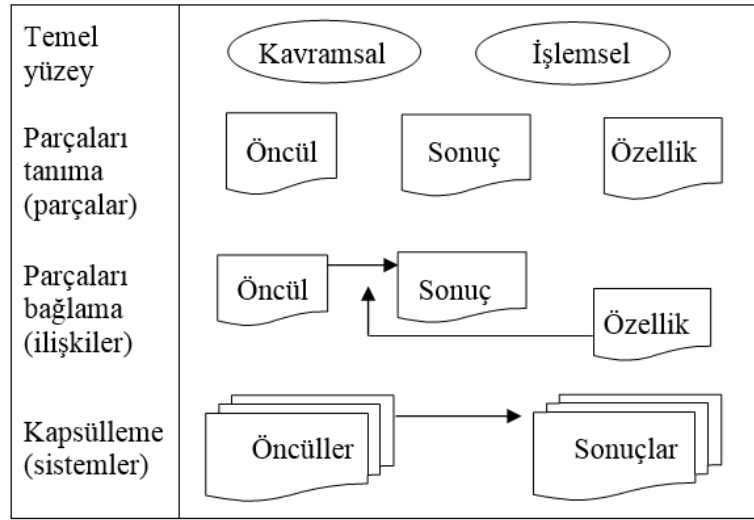 Temel
yüzey
Kavramsal
İşlemsel
Parçaları
tanıma
(parçalar)
Öncül
Sonuç
Özellik
Parçaları
bağlama
(ilişkiler)
Öncül
Sonuç
Özellik
Kapsülleme
(sistemler)
Öncüller
Sonuçlar